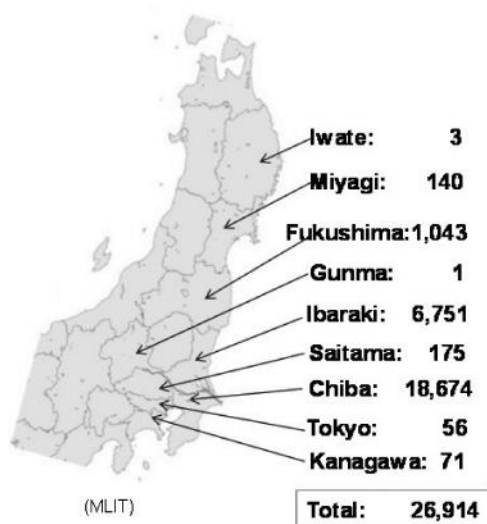 Iwate: 3
Miyagi: 140
Fukushima: 1,043
Gunma: 1
Ibaraki: 6,751
Saitama: 175
Chiba: 18,674
Tokyo: 56
Kanagawa: 71
(MLIT)
Total: 26,914